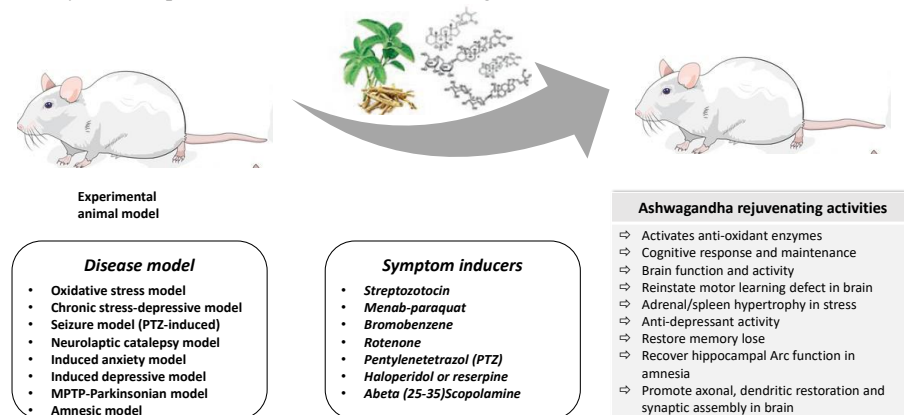 Experimental
animal model
Disease model
• Oxidative stress model
• Chronic stress-depressive model
• Seizure model (PTZ-induced)
• Neurolaptic catalepsy model
• Induced anxiety model
• Induced depressive model
• MPTP-Parkinsonian model
• Amnesic model
Symptom inducers
• Streptozotocin
• Menab-paraquat
• Bromobenzene
• Rotenone
• Pentylenetetrazol (PTZ)
• Haloperidol or reserpine
• Abeta (25-35)Scopolamine
Ashwagandha rejuvenating activities
⇨ Activates anti-oxidant enzymes
⇨ Cognitive response and maintenance
⇨ Brain function and activity
⇨ Reinstate motor learning defect in brain
⇨ Adrenal/spleen hypertrophy in stress
⇨ Anti-depressant activity
⇨ Restore memory lose
⇨ Recover hippocampal Arc function in
amnesia
⇨ Promote axonal, dendritic restoration and
synaptic assembly in brain